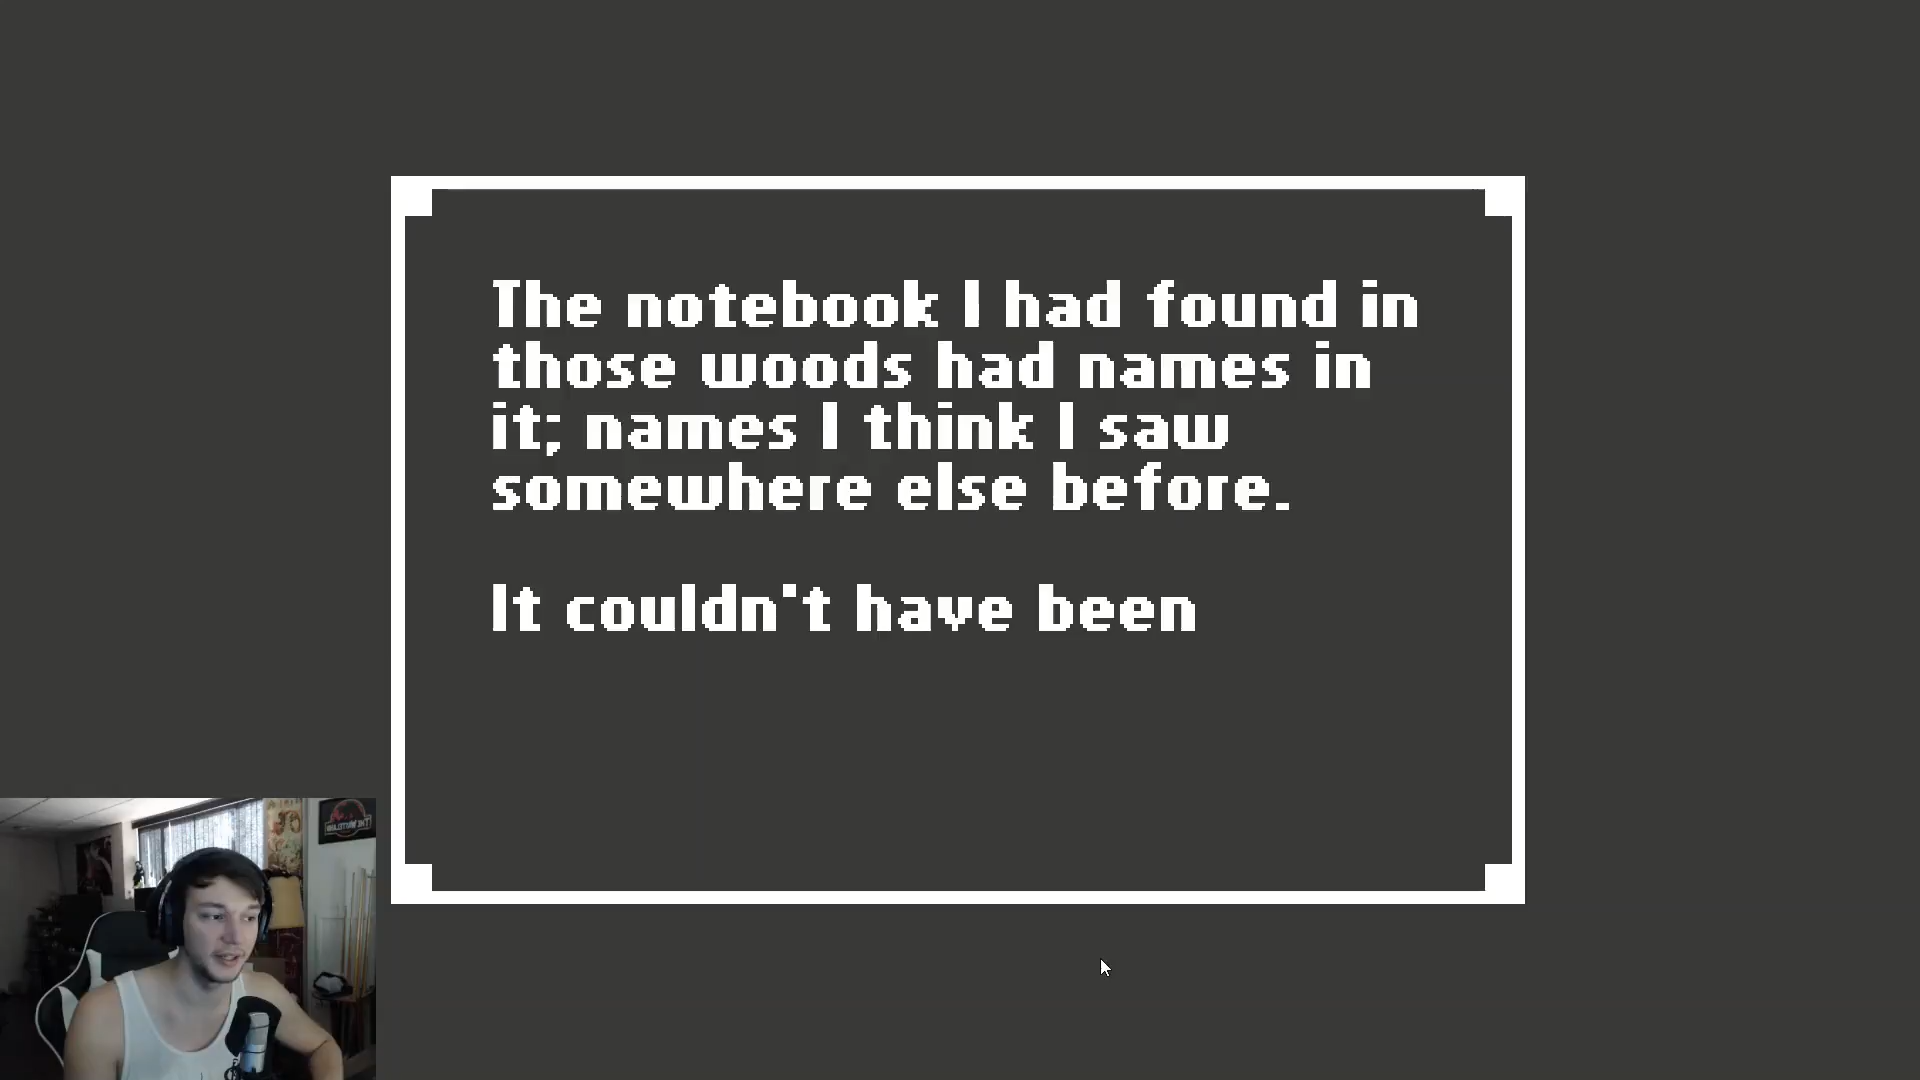 The notebook I had found in
those woods had names in
it; names I think I saw
somewhere else before.
It couldn't have been